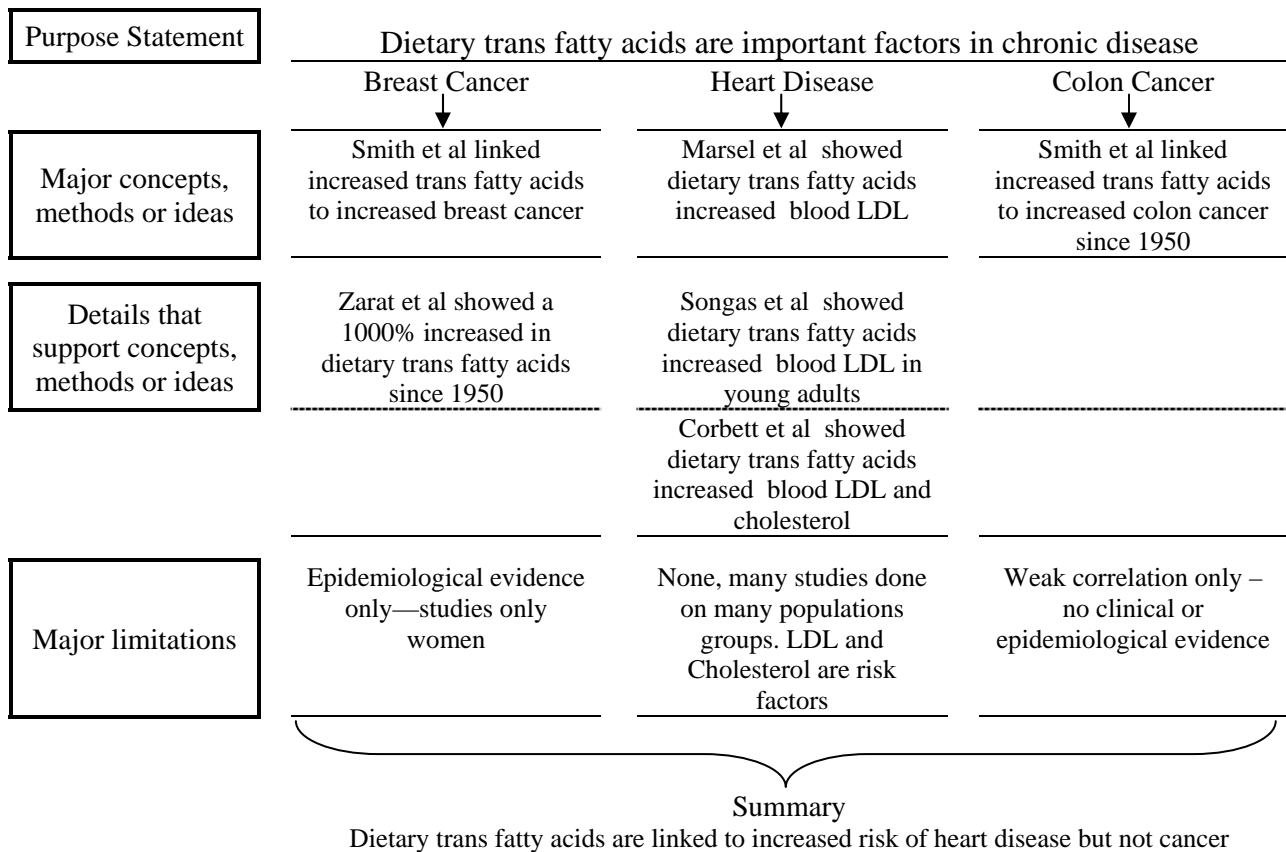 Purpose Statement
Dietary trans fatty acids are important factors in chronic disease
Breast Cancer
Heart Disease
Colon Cancer
Major concepts,
methods or ideas
Smith et al linked
increased trans fatty acids
to increased breast cancer
Marsel et al showed
dietary trans fatty acids
increased blood LDL
Smith et al linked
increased trans fatty acids
to increased colon cancer
since 1950
Details that
support concepts,
methods or ideas
Zarat et al showed a
1000% increased in
dietary trans fatty acids
since 1950
Songas et al showed
dietary trans fatty acids
increased blood LDL in
young adults
Corbett et al showed
dietary trans fatty acids
increased blood LDL and
cholesterol
Major limitations
Epidemiological evidence
only—studies only
women
None, many studies done
on many populations
groups. LDL and
Cholesterol are risk
factors
Weak correlation only –
no clinical or
epidemiological evidence
Summary
Dietary trans fatty acids are linked to increased risk of heart disease but not cancer